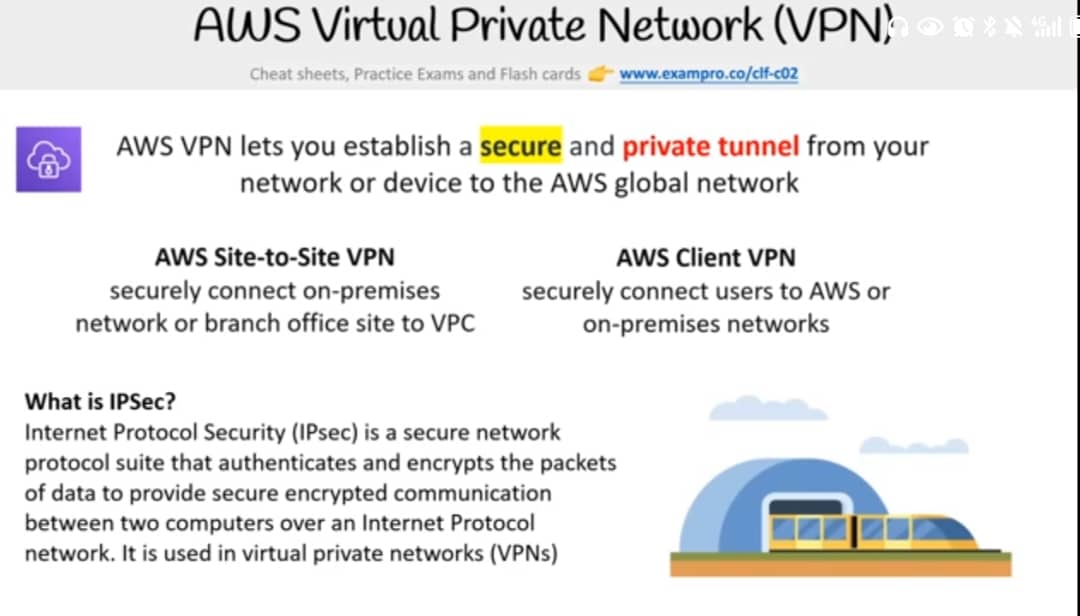 AWS Virtual Private Network (VPN)
Cheat sheets, Practice Exams and Flash cards 👉 www.exampro.co/clf-c02
AWS VPN lets you establish a secure and private tunnel from your
network or device to the AWS global network
AWS Site-to-Site VPN
securely connect on-premises
network or branch office site to VPC
AWS Client VPN
securely connect users to AWS or
on-premises networks
What is IPSec?
Internet Protocol Security (IPsec) is a secure network
protocol suite that authenticates and encrypts the packets
of data to provide secure encrypted communication
between two computers over an Internet Protocol
network. It is used in virtual private networks (VPNs)